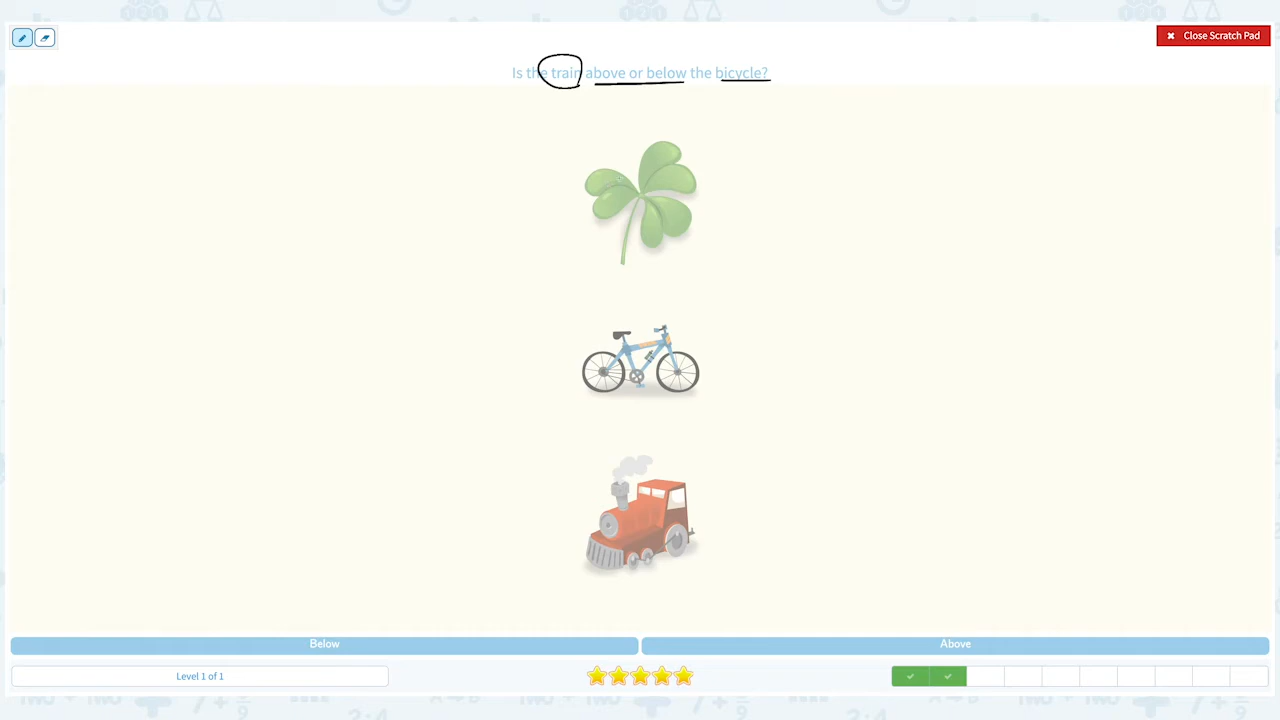 Close Scratch Pad
Is the train above or below the bicycle?
Below
Above
Level 1 of 1